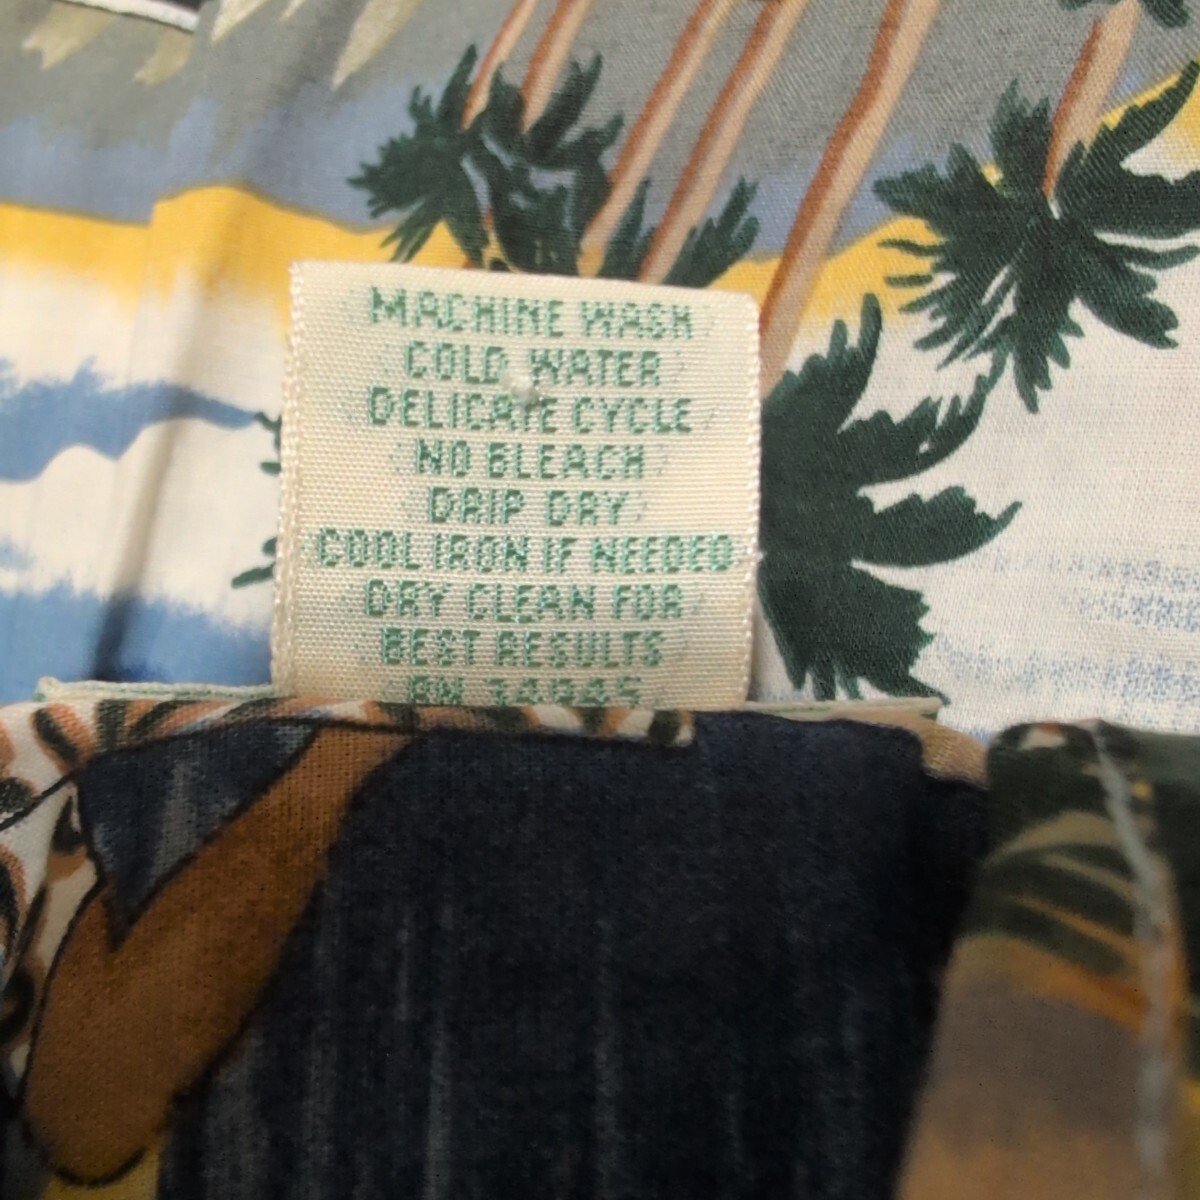 MACHINE WASH
COLD WATER
DELICATE CYCLE
NO BLEACH
DRIP DRY
COOL IRON IF NEEDED
DRY CLEAN FOR
BEST RESULTS
RN